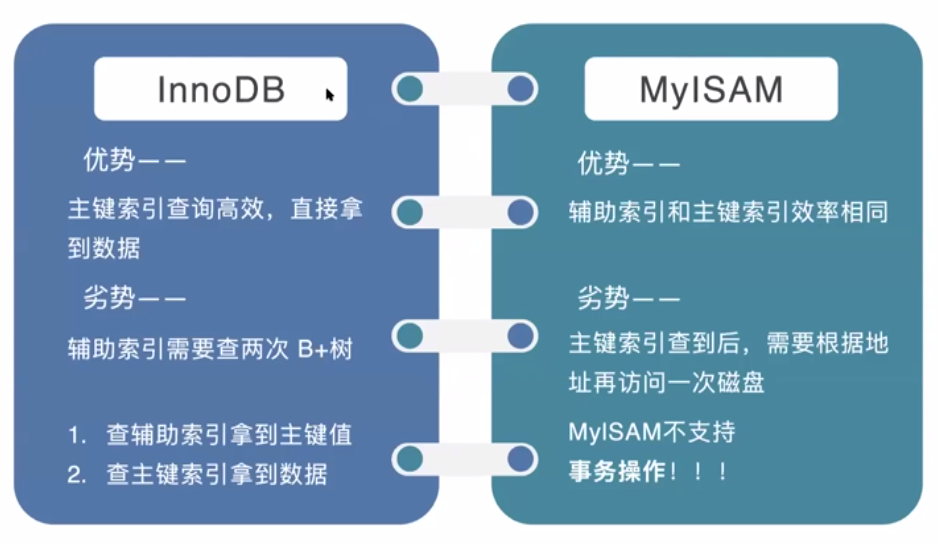 InnoDB
优势——
主键索引查询高效，直接拿
到数据
劣势——
辅助索引需要查两次 B+树
1. 查辅助索引拿到主键值
2. 查主键索引拿到数据
MyISAM
优势——
辅助索引和主键索引效率相同
劣势——
主键索引查到后，需要根据地
址再访问一次磁盘
MyISAM不支持
事务操作！！！